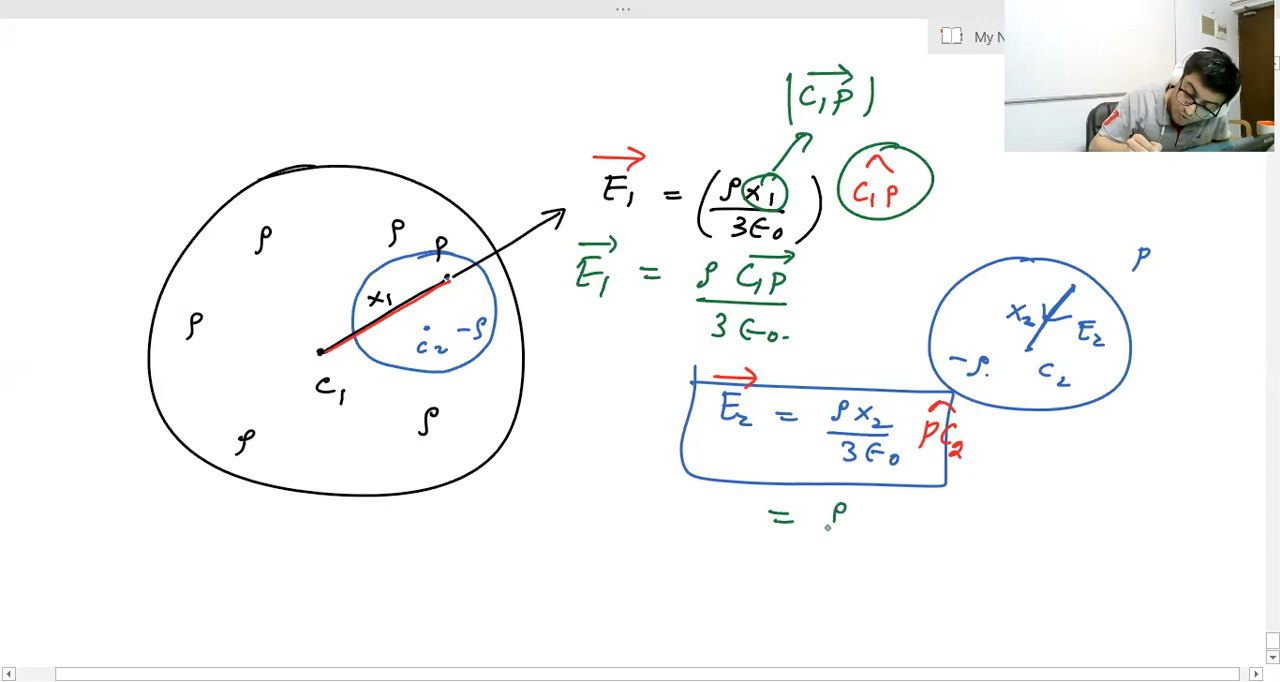 ...
My N
|C₁P|
E₁ = (ρx₁/3ϵ₀) C₁P
E₁ = ρ C₁P / 3ϵ₀.
ρ
ρ
P
ρ
x₁
c₂ -ρ
C₁
ρ
ρ
P
x₂
E₂
-ρ.
C₂
E₂ = ρx₂/3ϵ₀ PC₂
= ρ